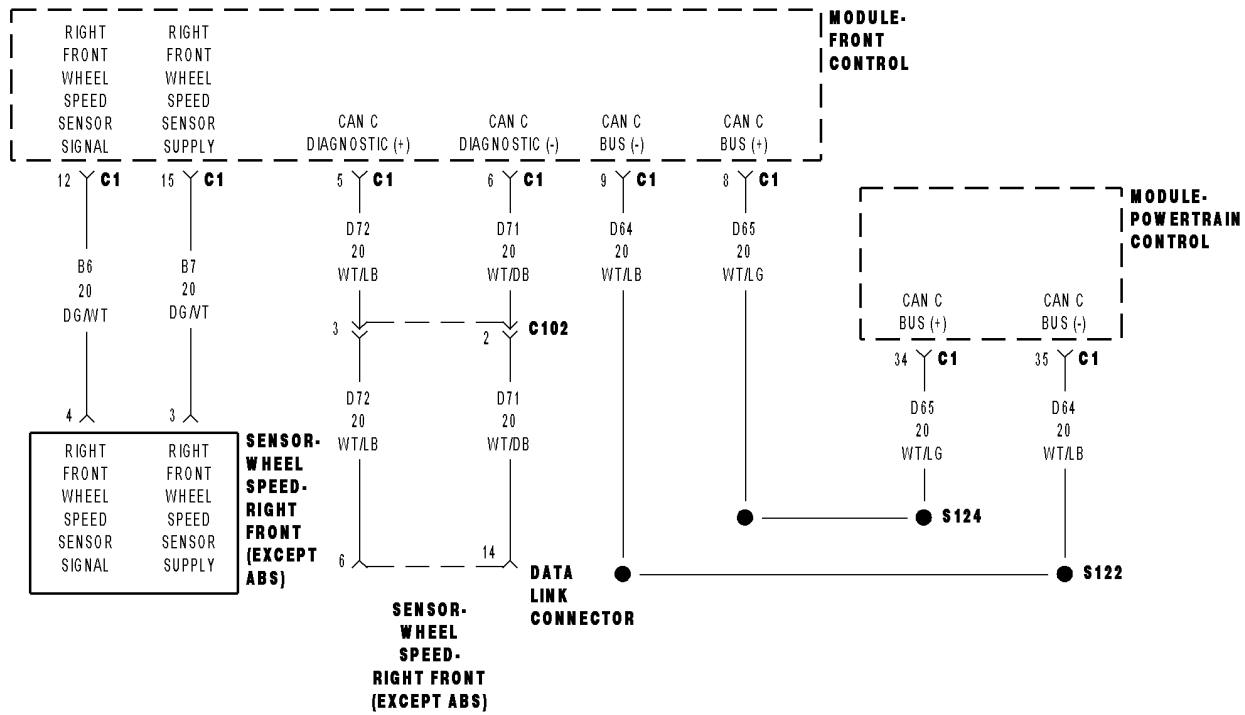 MODULE-
FRONT
CONTROL
RIGHT
FRONT
WHEEL
SPEED
SENSOR
SIGNAL
RIGHT
FRONT
WHEEL
SPEED
SENSOR
SUPPLY
CAN C
DIAGNOSTIC (+)
CAN C
DIAGNOSTIC (-)
CAN C
BUS (-)
CAN C
BUS (+)
12 C1
15 C1
5 C1
6 C1
9 C1
8 C1
MODULE-
POWERTRAIN
CONTROL
B6
20
DG/WT
B7
20
DG/WT
D72
20
WT/LB
D71
20
WT/DB
D64
20
WT/LB
D65
20
WT/LG
CAN C
BUS (+)
CAN C
BUS (-)
34 C1
35 C1
3
2
C102
D72
20
WT/LB
D71
20
WT/DB
D65
20
WT/LG
D64
20
WT/LB
4
3
RIGHT
FRONT
WHEEL
SPEED
SENSOR
SIGNAL
RIGHT
FRONT
WHEEL
SPEED
SENSOR
SUPPLY
SENSOR-
WHEEL
SPEED-
RIGHT
FRONT
(EXCEPT
ABS)
S124
6
14
DATA
LINK
CONNECTOR
S122
SENSOR-
WHEEL
SPEED-
RIGHT FRONT
(EXCEPT ABS)